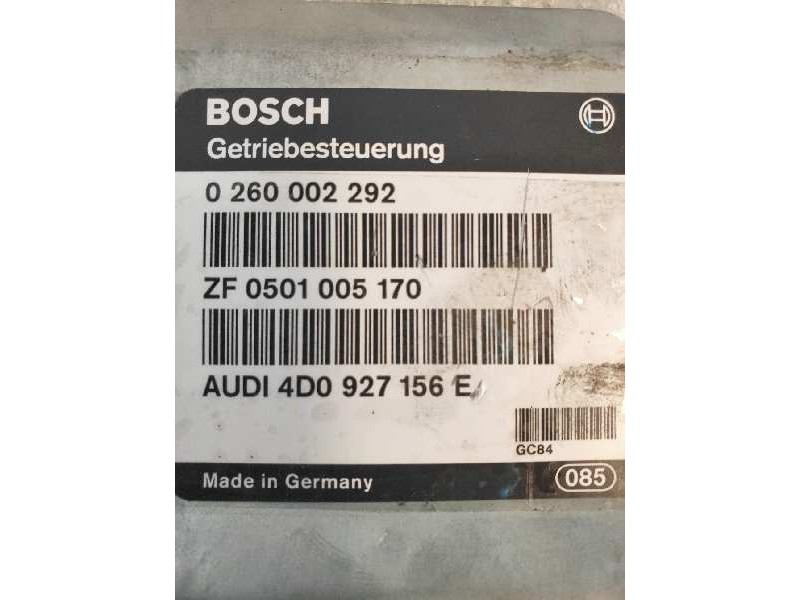 BOSCH
Getriebesteuerung
0 260 002 292
ZF 0501 005 170
AUDI 4D0 927 156 E
GC84
Made in Germany
085